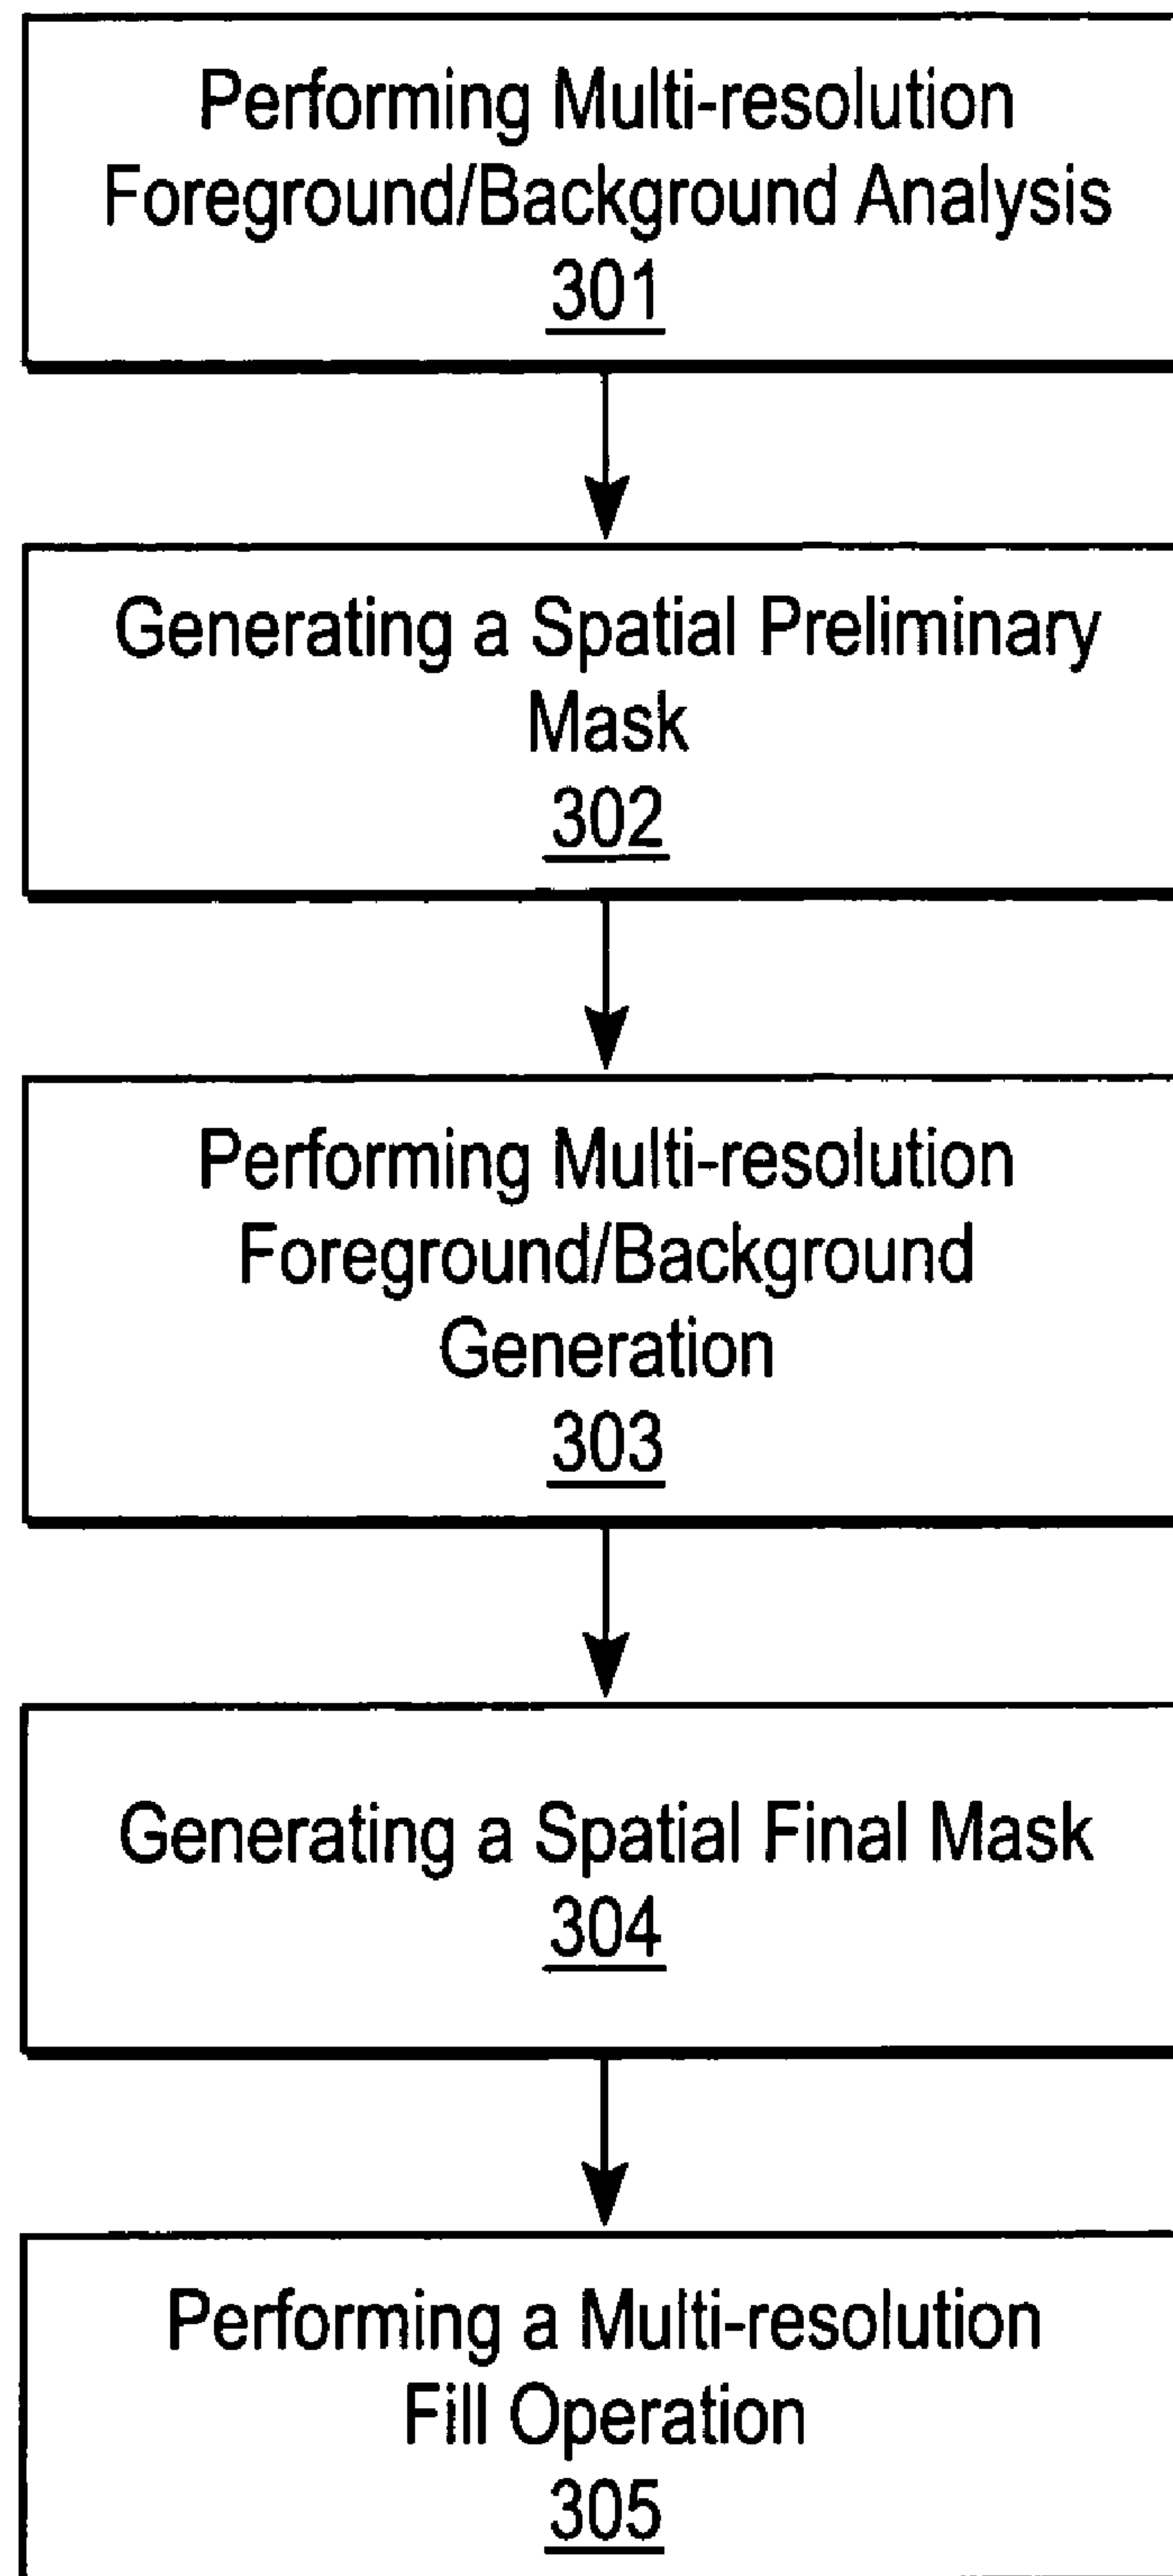 Performing Multi-resolution
Foreground/Background Analysis
301
Generating a Spatial Preliminary
Mask
302
Performing Multi-resolution
Foreground/Background
Generation
303
Generating a Spatial Final Mask
304
Performing a Multi-resolution
Fill Operation
305